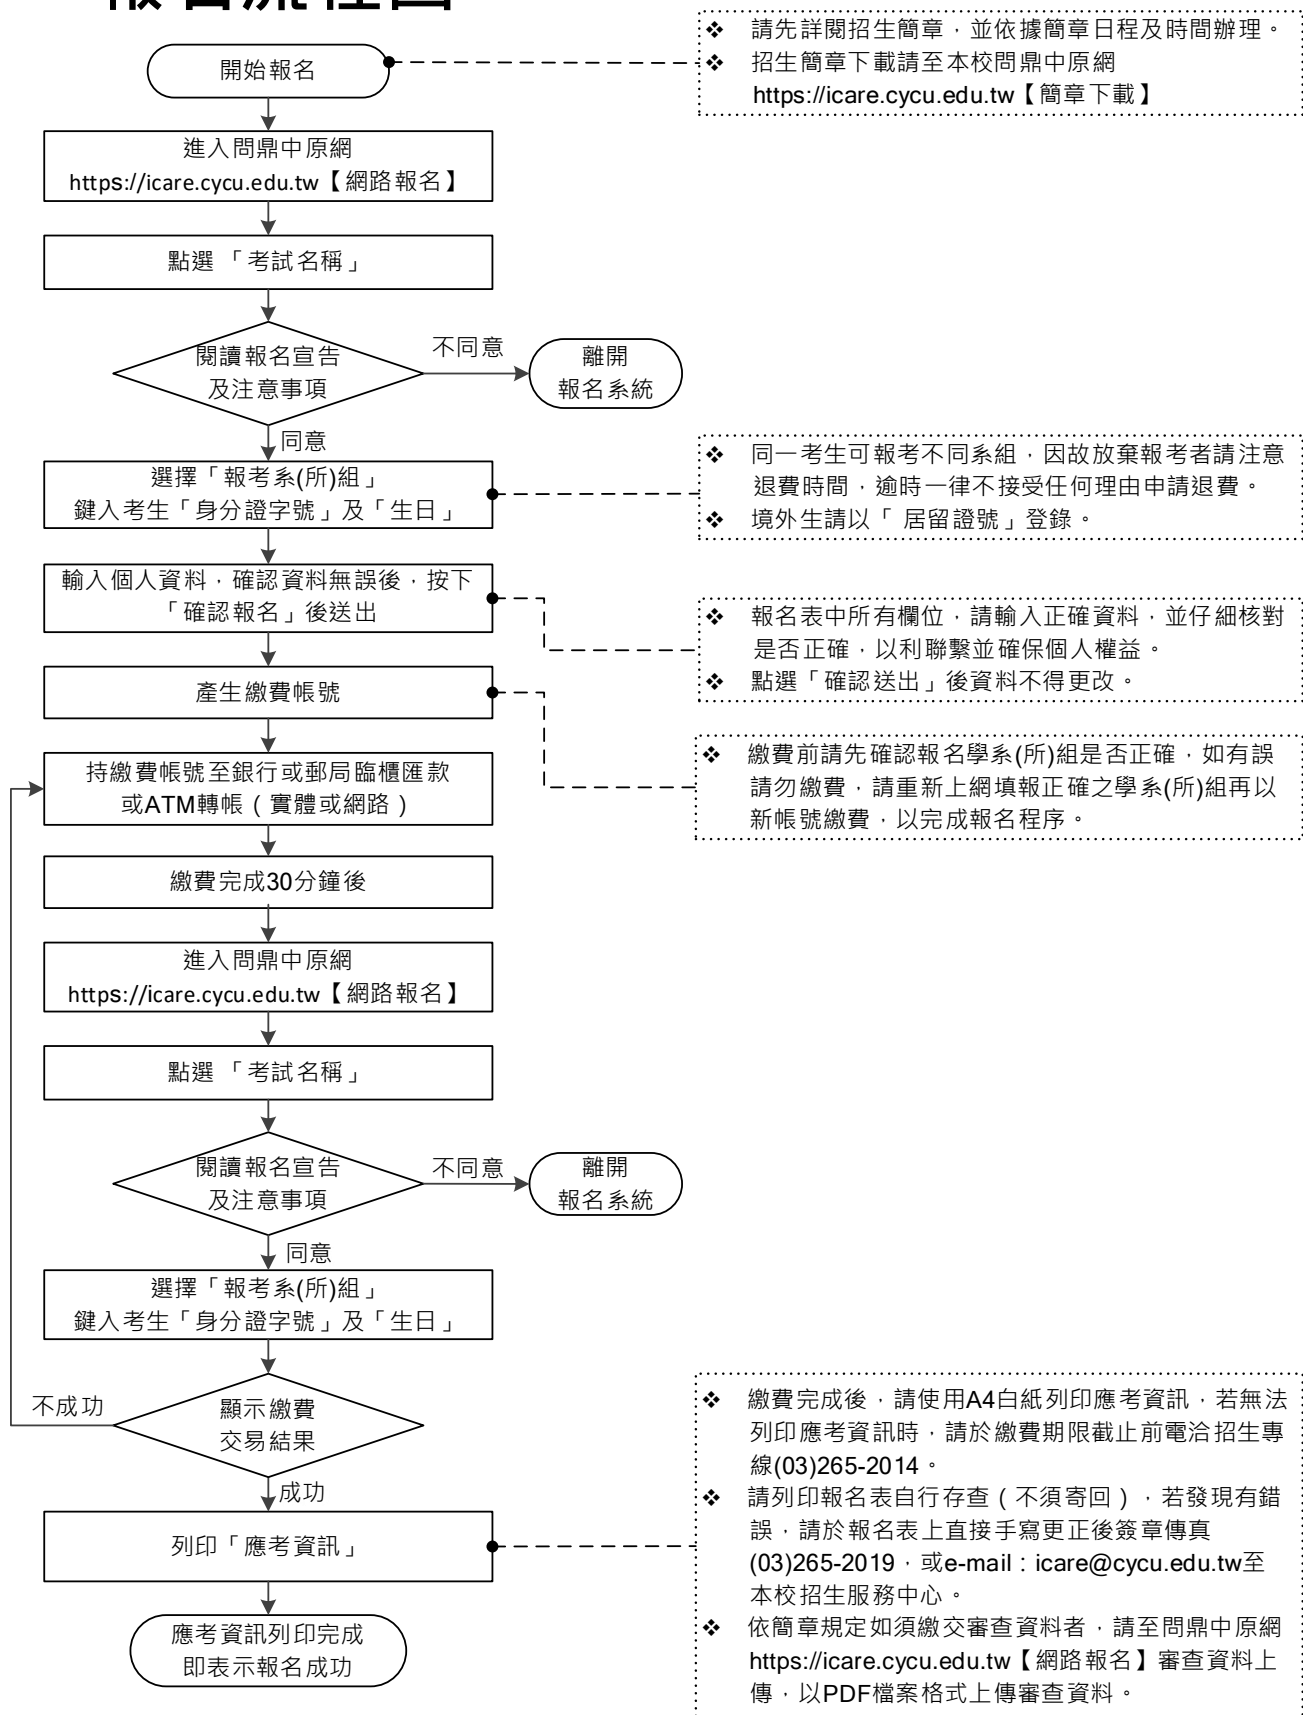 報名流程圖
開始報名
❖ 請先詳閱招生簡章，並依據簡章日程及時間辦理。
❖ 招生簡章下載請至本校問鼎中原網
https://icare.cycu.edu.tw【簡章下載】
進入問鼎中原網
https://icare.cycu.edu.tw【網路報名】
點選 「考試名稱」
閱讀報名宣告
及注意事項
不同意
離開
報名系統
同意
選擇「報考系(所)組」
鍵入考生「身分證字號」及「生日」
❖ 同一考生可報考不同系組，因故放棄報考者請注意
退費時間，逾時一律不接受任何理由申請退費。
❖ 境外生請以「 居留證號」登錄。
輸入個人資料，確認資料無誤後，按下
「確認報名」後送出
❖ 報名表中所有欄位，請輸入正確資料，並仔細核對
是否正確，以利聯繫並確保個人權益。
❖ 點選「確認送出」後資料不得更改。
產生繳費帳號
❖ 繳費前請先確認報名學系(所)組是否正確，如有誤
請勿繳費，請重新上網填報正確之學系(所)組再以
新帳號繳費，以完成報名程序。
持繳費帳號至銀行或郵局臨櫃匯款
或ATM轉帳（實體或網路）
繳費完成30分鐘後
進入問鼎中原網
https://icare.cycu.edu.tw【網路報名】
點選 「考試名稱」
閱讀報名宣告
及注意事項
不同意
離開
報名系統
同意
選擇「報考系(所)組」
鍵入考生「身分證字號」及「生日」
不成功
顯示繳費
交易結果
成功
列印「應考資訊」
應考資訊列印完成
即表示報名成功
❖ 繳費完成後，請使用A4白紙列印應考資訊，若無法
列印應考資訊時，請於繳費期限截止前電洽招生專
線(03)265-2014。
❖ 請列印報名表自行存查（不須寄回），若發現有錯
誤，請於報名表上直接手寫更正後簽章傳真
(03)265-2019，或e-mail：icare@cycu.edu.tw至
本校招生服務中心。
❖ 依簡章規定如須繳交審查資料者，請至問鼎中原網
https://icare.cycu.edu.tw【網路報名】審查資料上
傳，以PDF檔案格式上傳審查資料。